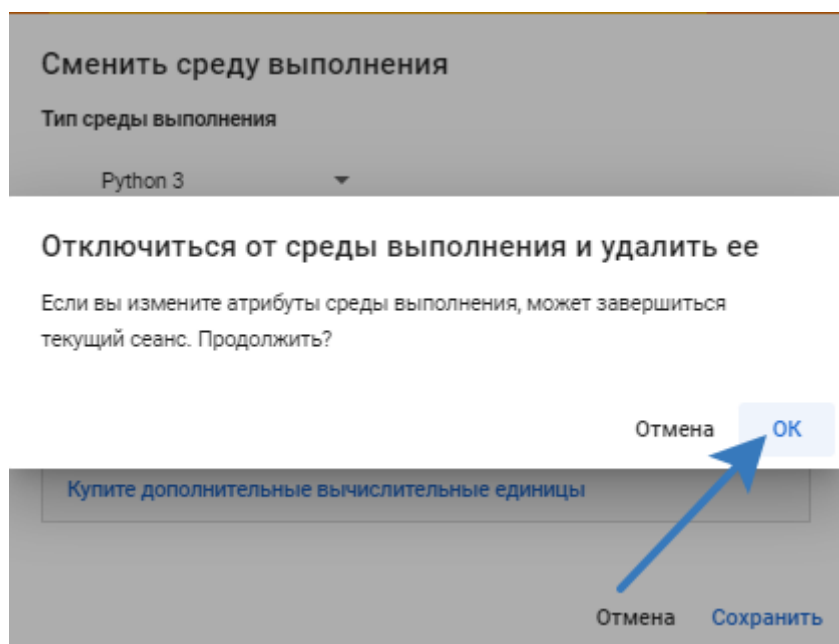 Сменить среду выполнения
Тип среды выполнения
Python 3
Отключиться от среды выполнения и удалить ее
Если вы измените атрибуты среды выполнения, может завершиться
текущий сеанс. Продолжить?
Отмена ОК
Купите дополнительные вычислительные единицы
Отмена Сохранить